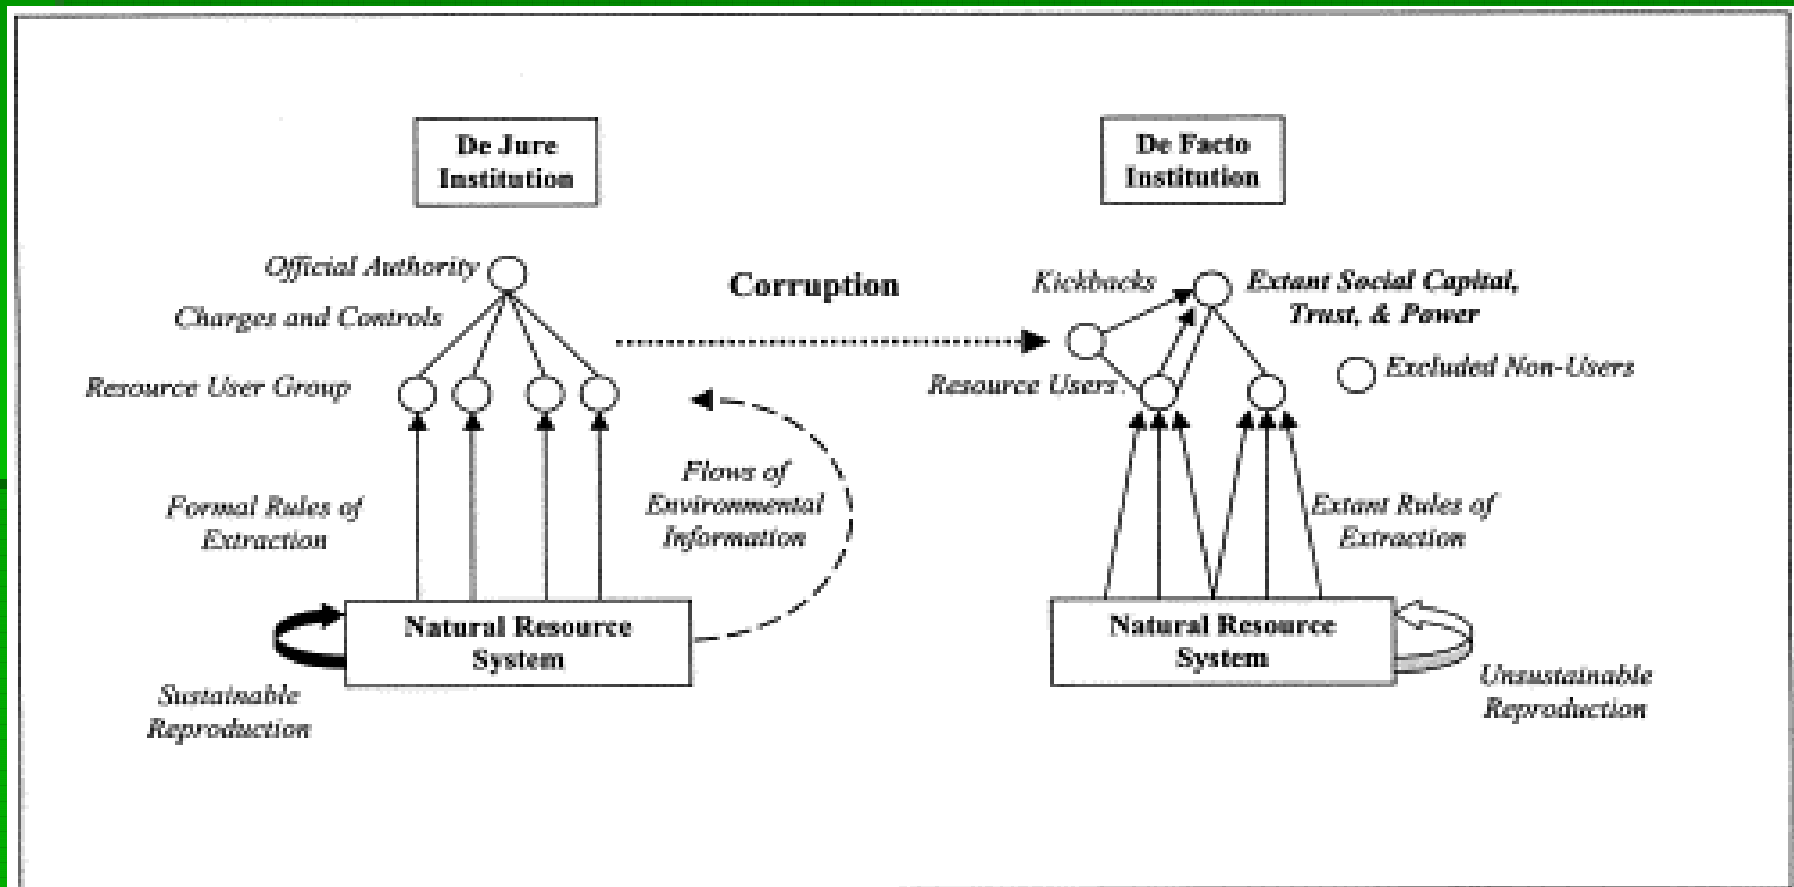 De Jure
Institution
De Facto
Institution
Official Authority
Charges and Controls
Resource User Group
Corruption
Kickbacks
Extant Social Capital,
Trust, & Power
Resource Users
Excluded Non-Users
Formal Rules of
Extraction
Flows of
Environmental
Information
Extant Rules of
Extraction
Natural Resource
System
Natural Resource
System
Sustainable
Reproduction
Unsustainable
Reproduction